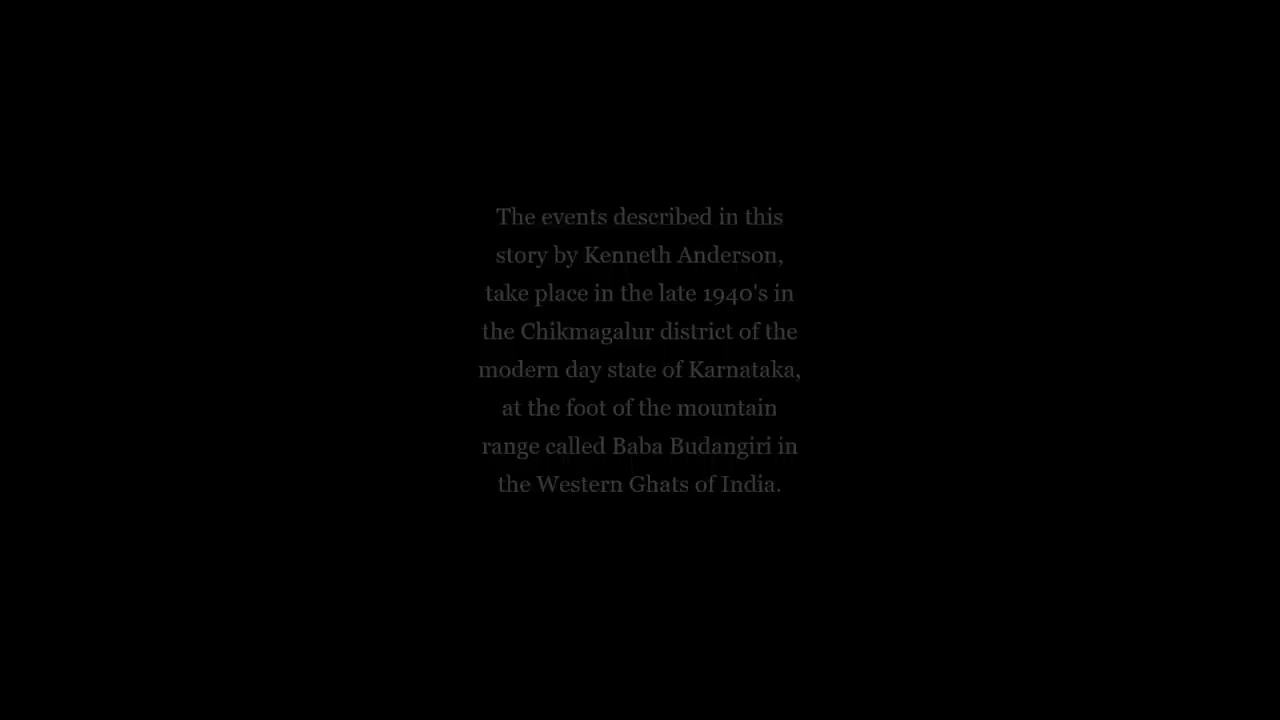 The events described in this
story by Kenneth Anderson,
take place in the late 1940's in
the Chikmagalur district of the
modern day state of Karnataka,
at the foot of the mountain
range called Baba Budangiri in
the Western Ghats of India.